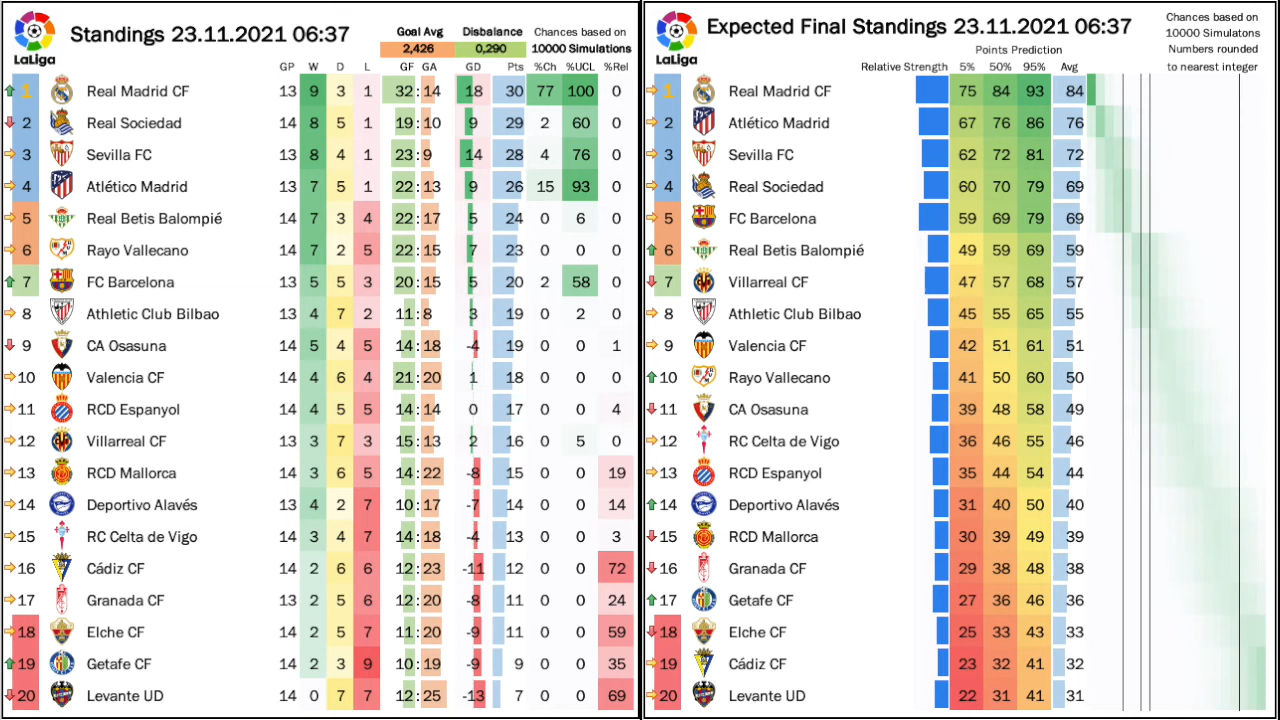 LaLiga
Standings 23.11.2021 06:37
Goal Avg Disbalance Chances based on
2,426 0,290 10000 Simulations
GP W D L GF GA GD Pts %Ch %UCL %Rel
1 Real Madrid CF 13 9 3 1 32:14 18 30 77 100 0
2 Real Sociedad 14 8 5 1 19:10 9 29 2 60 0
3 Sevilla FC 13 8 4 1 23:9 14 28 4 76 0
4 Atlético Madrid 13 7 5 1 22:13 9 26 15 93 0
5 Real Betis Balompié 14 7 3 4 22:17 5 24 0 6 0
6 Rayo Vallecano 14 7 2 5 22:15 7 23 0 0 0
7 FC Barcelona 13 5 5 3 20:15 5 20 2 58 0
8 Athletic Club Bilbao 13 4 7 2 11:8 3 19 0 2 0
9 CA Osasuna 14 5 4 5 14:18 -4 19 0 0 1
10 Valencia CF 14 4 6 4 21:20 1 18 0 0 0
11 RCD Espanyol 14 4 5 5 14:14 0 17 0 0 4
12 Villarreal CF 13 3 7 3 15:13 2 16 0 5 0
13 RCD Mallorca 14 3 6 5 14:22 -8 15 0 0 19
14 Deportivo Alavés 13 4 2 7 10:17 -7 14 0 0 14
15 RC Celta de Vigo 14 3 4 7 14:18 -4 13 0 0 3
16 Cádiz CF 14 2 6 6 12:23 -11 12 0 0 72
17 Granada CF 13 2 5 6 12:20 -8 11 0 0 24
18 Elche CF 14 2 5 7 11:20 -9 11 0 0 59
19 Getafe CF 14 2 3 9 10:19 -9 9 0 0 35
20 Levante UD 14 0 7 7 12:25 -13 7 0 0 69
LaLiga
Expected Final Standings 23.11.2021 06:37
Chances based on
10000 Simulatons
Numbers rounded
to nearest integer
Points Prediction
Relative Strength 5% 50% 95% Avg
1 Real Madrid CF 75 84 93 84
2 Atlético Madrid 67 76 86 76
3 Sevilla FC 62 72 81 72
4 Real Sociedad 60 70 79 69
5 FC Barcelona 59 69 79 69
6 Real Betis Balompié 49 59 69 59
7 Villarreal CF 47 57 68 57
8 Athletic Club Bilbao 45 55 65 55
9 Valencia CF 42 51 61 51
10 Rayo Vallecano 41 50 60 50
11 CA Osasuna 39 48 58 49
12 RC Celta de Vigo 36 46 55 46
13 RCD Espanyol 35 44 54 44
14 Deportivo Alavés 31 40 50 40
15 RCD Mallorca 30 39 49 39
16 Granada CF 29 38 48 38
17 Getafe CF 27 36 46 36
18 Elche CF 25 33 43 33
19 Cádiz CF 23 32 41 32
20 Levante UD 22 31 41 31